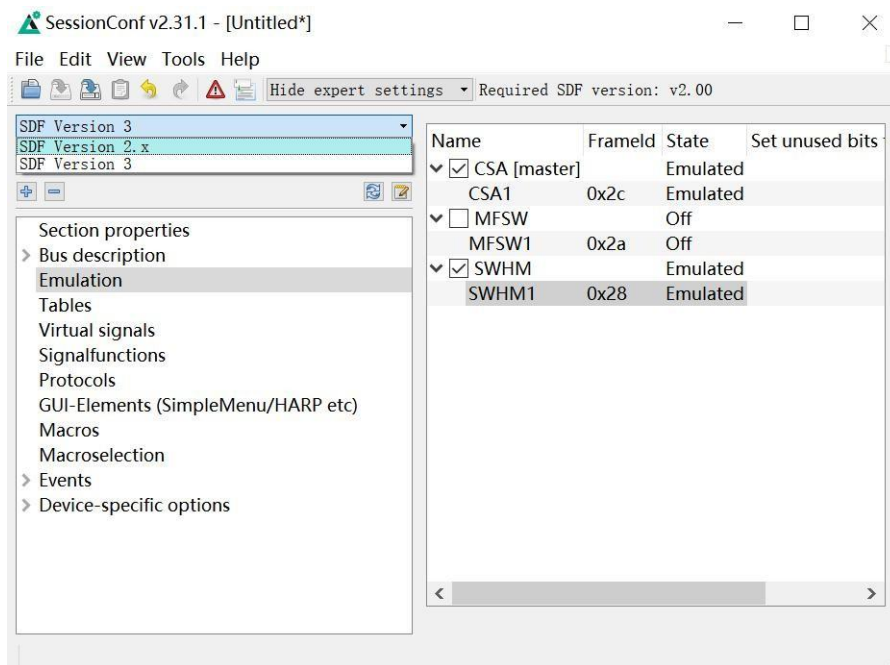 SessionConf v2.31.1 - [Untitled*]
File Edit View Tools Help
Hide expert settings Required SDF version: v2.00
SDF Version 3
SDF Version 2.x
SDF Version 3
Section properties
Bus description
Emulation
Tables
Virtual signals
Signalfunctions
Protocols
GUI-Elements (SimpleMenu/HARP etc)
Macros
Macroselection
Events
Device-specific options
Name FrameId State Set unused bits
CSA [master] Emulated
CSA1 0x2c Emulated
MFSW Off
MFSW1 0x2a Off
SWHM Emulated
SWHM1 0x28 Emulated